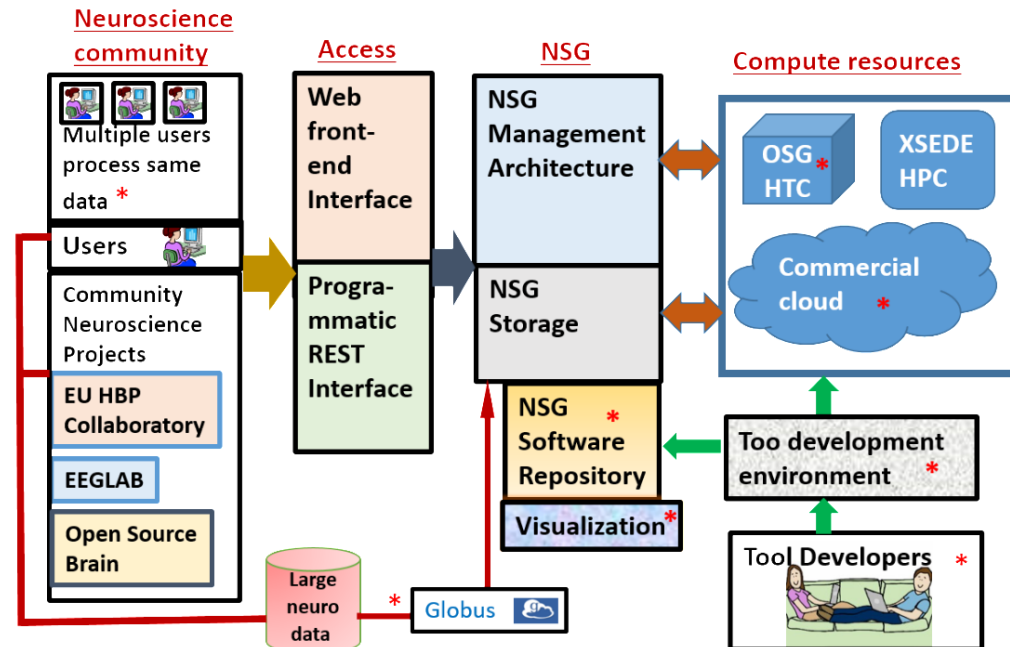 Neuroscience
community
Access
NSG
Compute resources
Multiple users
process same
data *
Users
Community
Neuroscience
Projects
EU HBP
Collaboratory
EEGLAB
Open Source
Brain
Web
front-
end
Interface
Progra-
mmatic
REST
Interface
NSG
Management
Architecture
NSG
Storage
NSG
Software *
Repository
Visualization *
OSG *
HTC
XSEDE
HPC
Commercial
cloud *
Too development
environment *
Tool Developers *
Large
neuro
data
*
Globus